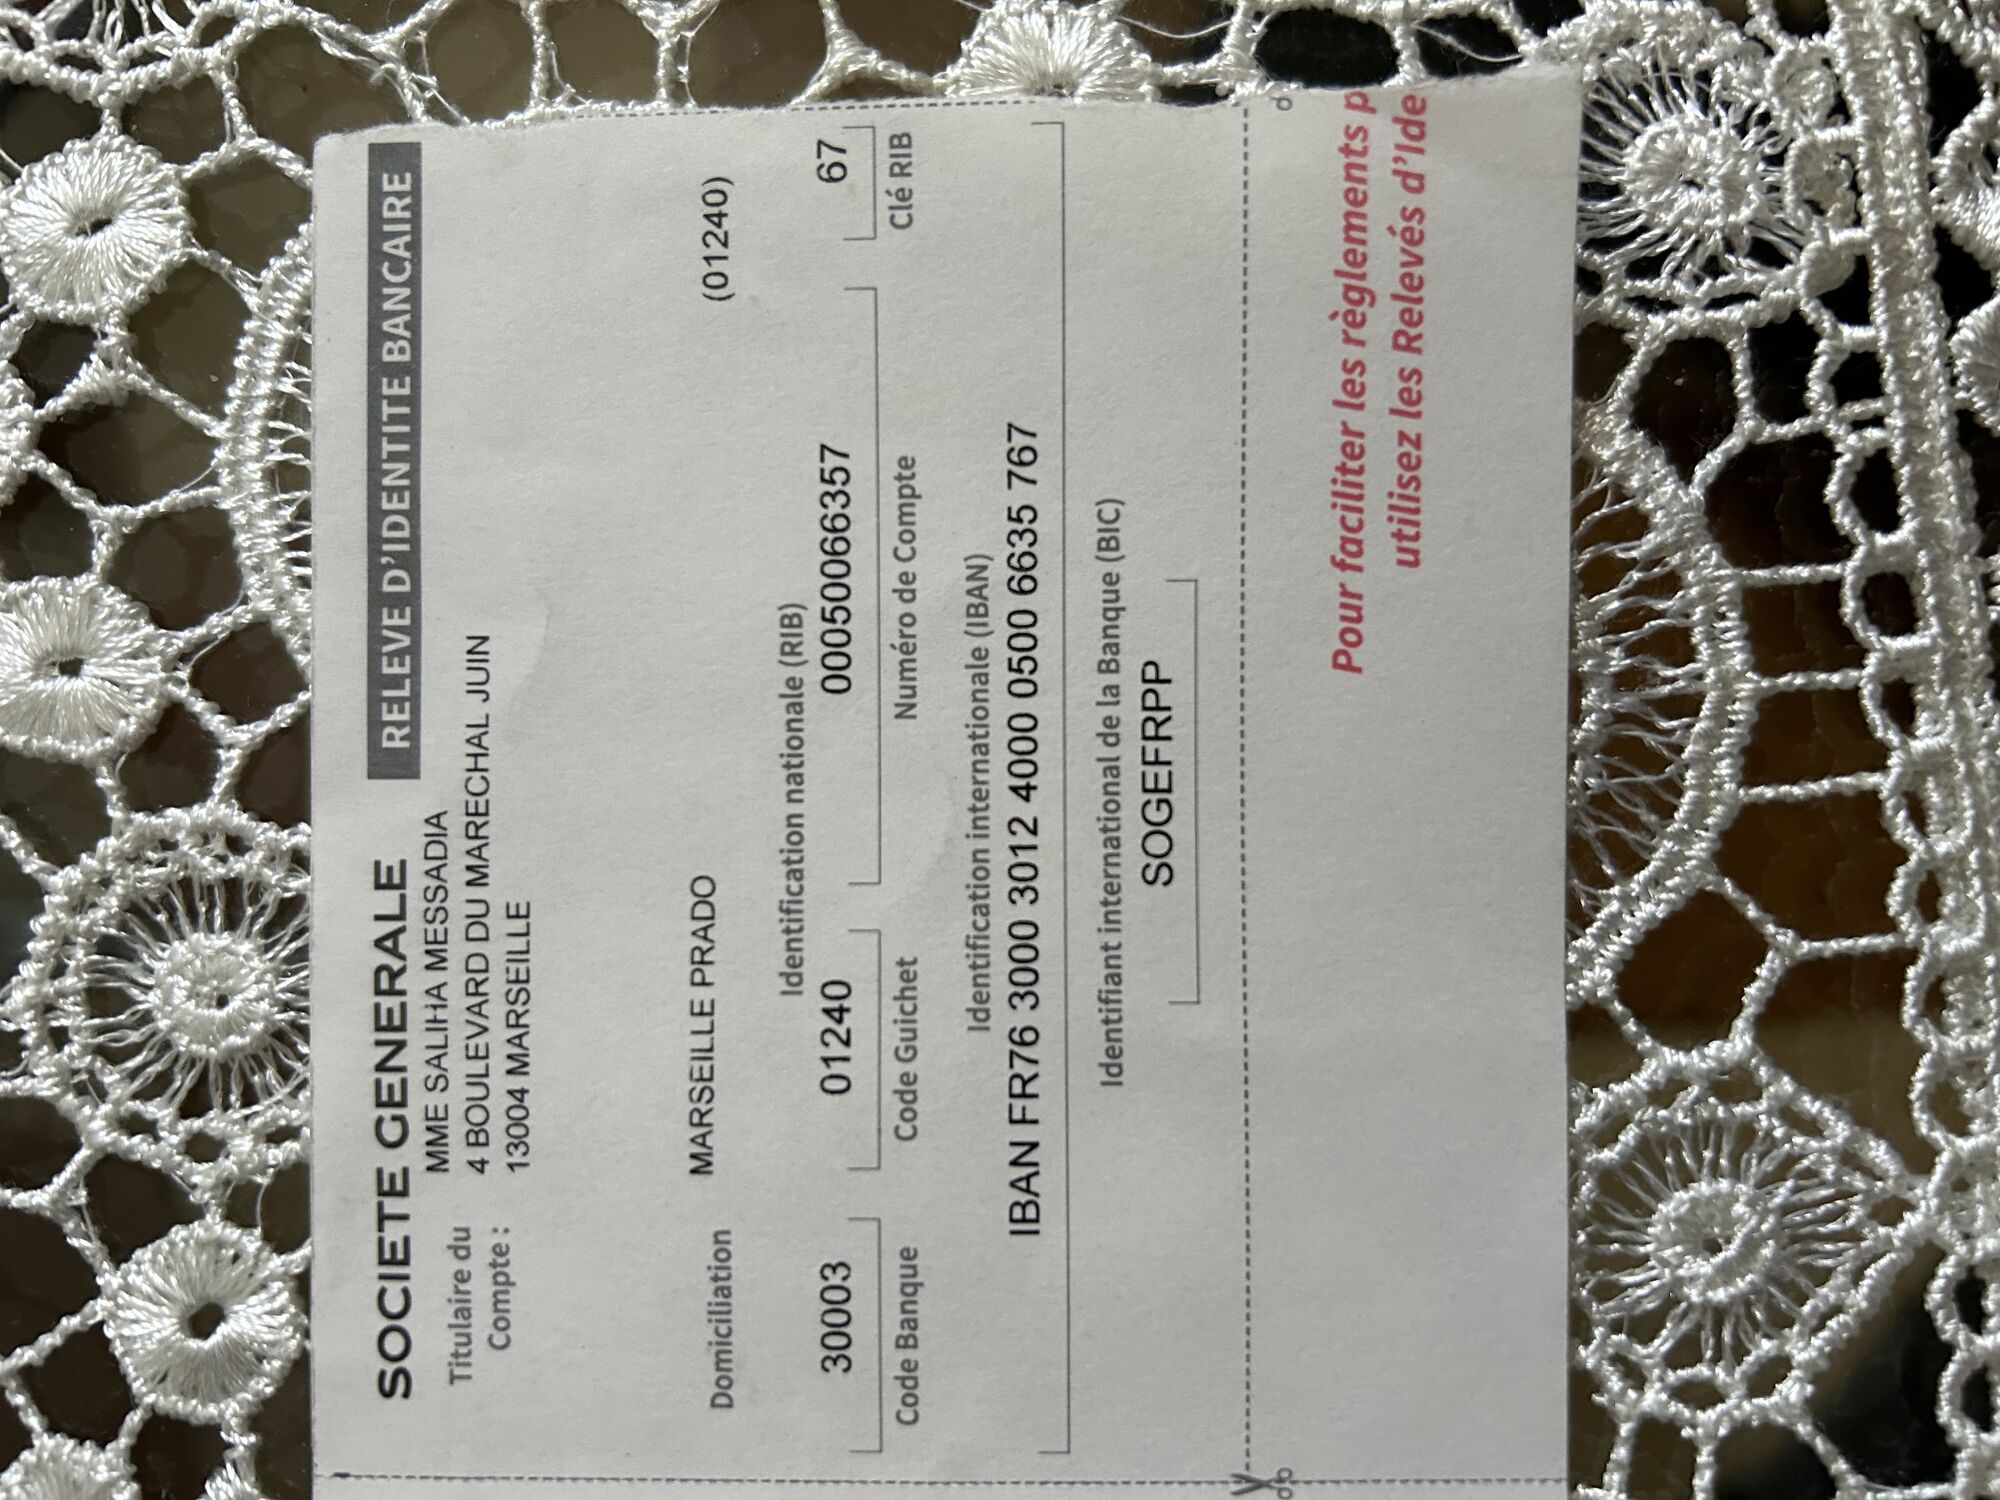 SOCIETE GENERALE RELEVE D'IDENTITE BANCAIRE
Titulaire du Compte : MME SALIHA MESSADIA
4 BOULEVARD DU MARECHAL JUIN
13004 MARSEILLE
Domiciliation MARSEILLE PRADO (01240)
Identification nationale (RIB)
30003 01240 00050066357 67
Code Banque Code Guichet Numéro de Compte Clé RIB
Identification internationale (IBAN)
IBAN FR76 3000 3012 4000 0500 6635 767
Identifiant international de la Banque (BIC)
SOGEFRPP
Pour faciliter les règlements p
utilisez les Relevés d'Ide